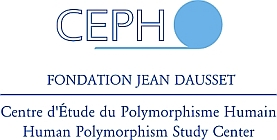 CEPH
FONDATION JEAN DAUSSET
Centre d'Étude du Polymorphisme Humain
Human Polymorphism Study Center